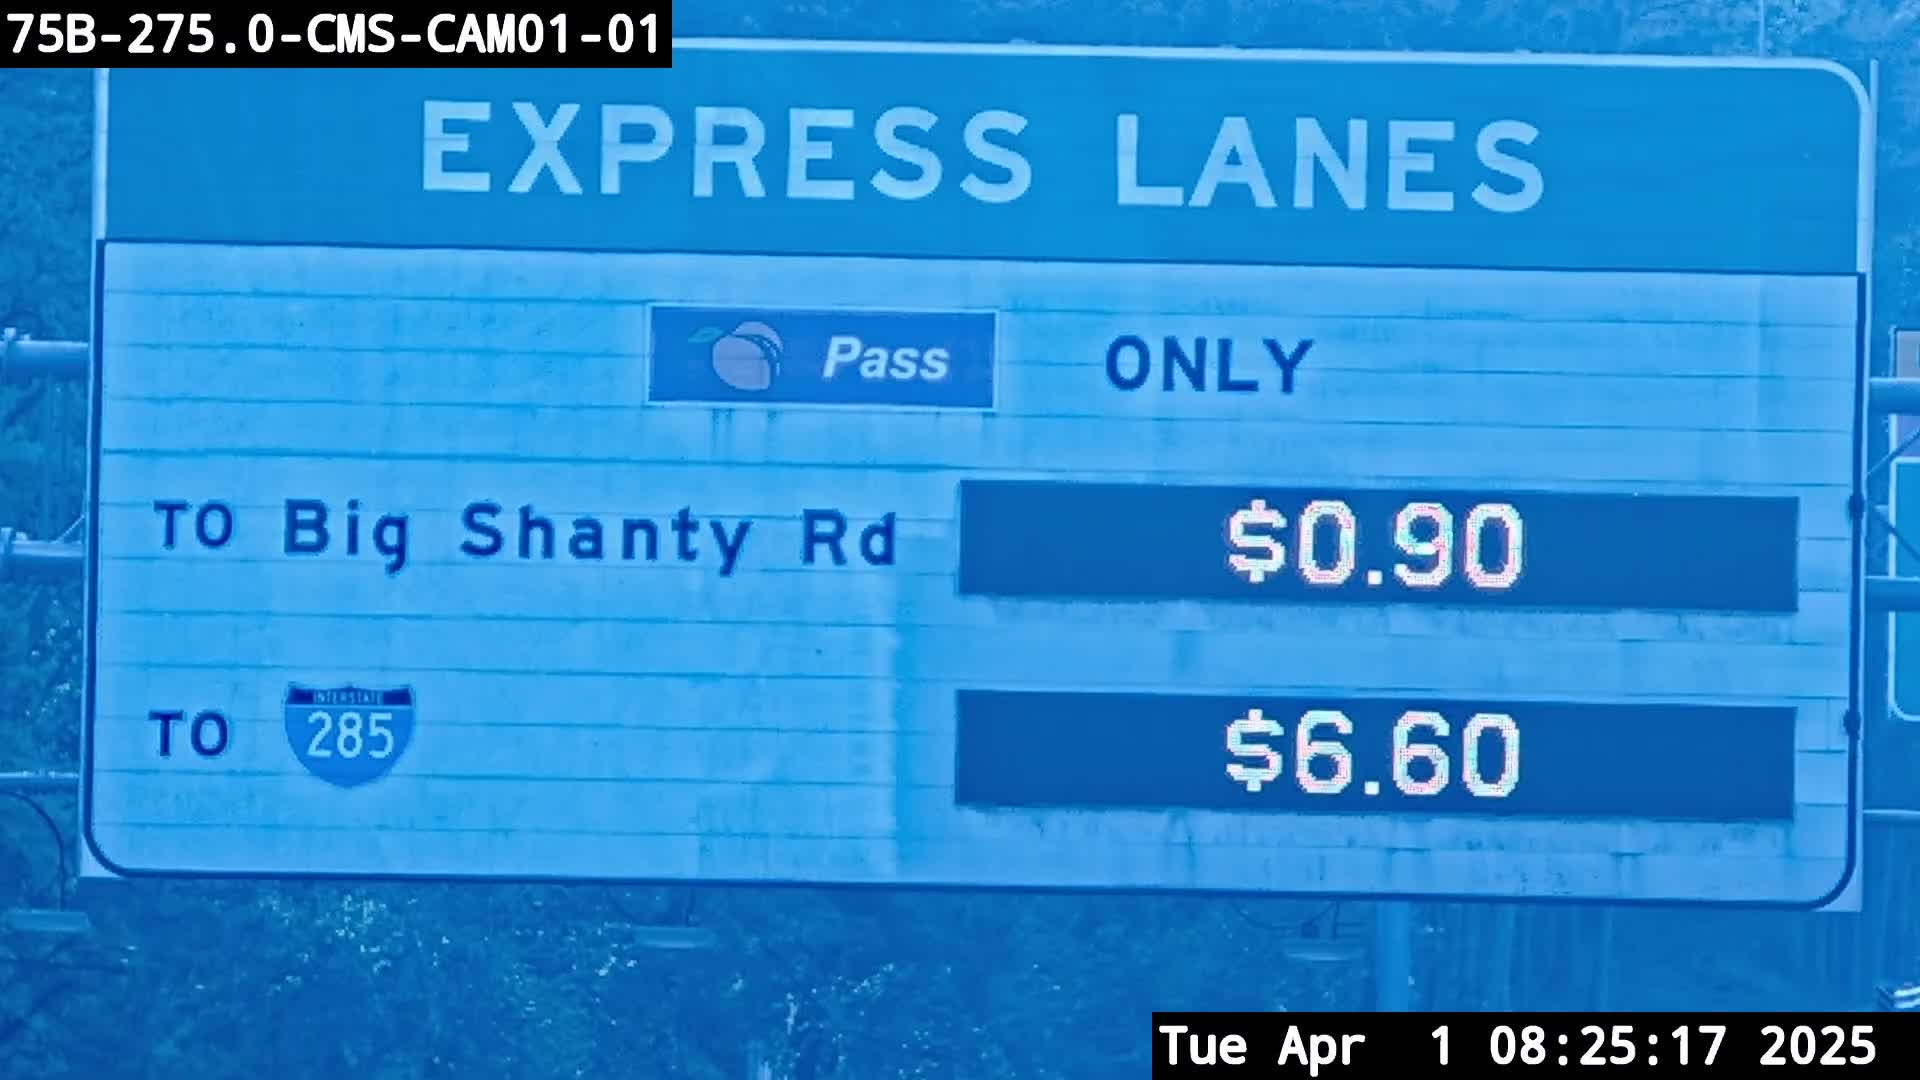 75B-275.0-CMS-CAM01-01
EXPRESS LANES
Pass ONLY
TO Big Shanty Rd $0.90
TO INTERSTATE 285 $6.60
Tue Apr 1 08:25:17 2025